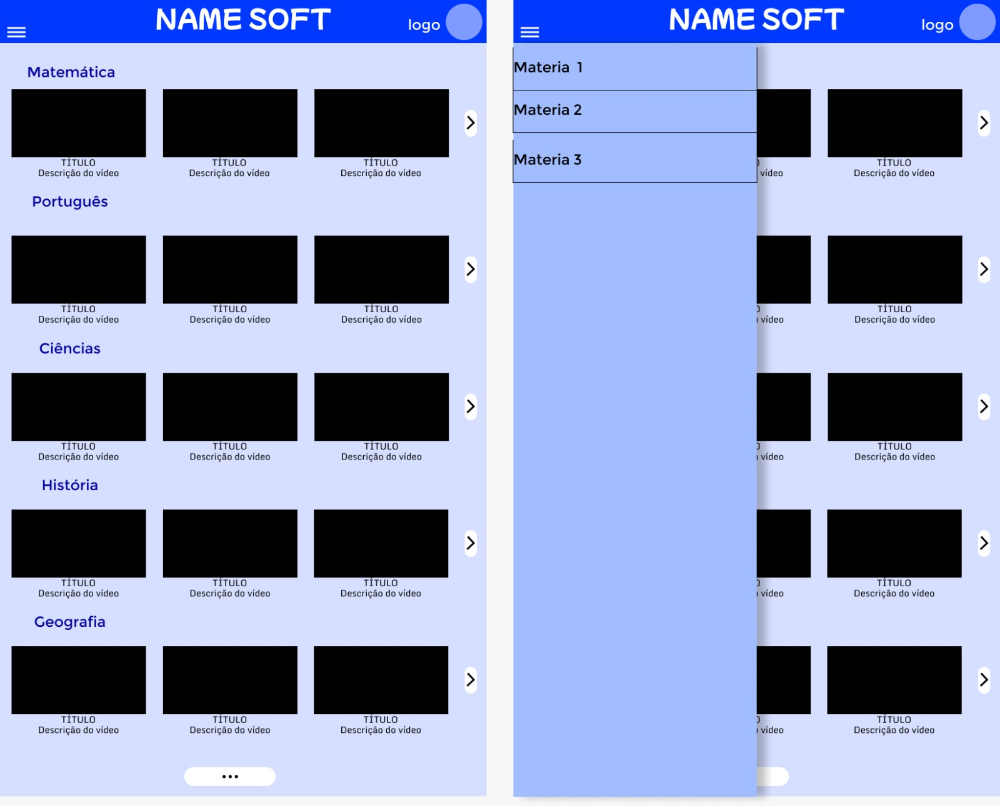 NAME SOFT
logo
Matemática
TÍTULO TÍTULO TÍTULO
Descrição do vídeo Descrição do vídeo Descrição do vídeo
Português
TÍTULO TÍTULO TÍTULO
Descrição do vídeo Descrição do vídeo Descrição do vídeo
Ciências
TÍTULO TÍTULO TÍTULO
Descrição do vídeo Descrição do vídeo Descrição do vídeo
História
TÍTULO TÍTULO TÍTULO
Descrição do vídeo Descrição do vídeo Descrição do vídeo
Geografia
TÍTULO TÍTULO TÍTULO
Descrição do vídeo Descrição do vídeo Descrição do vídeo
...
NAME SOFT
logo
Materia 1
Materia 2
Materia 3
TÍTULO
vídeo Descrição do vídeo
TÍTULO
vídeo Descrição do vídeo
TÍTULO
vídeo Descrição do vídeo
TÍTULO
vídeo Descrição do vídeo
TÍTULO
vídeo Descrição do vídeo